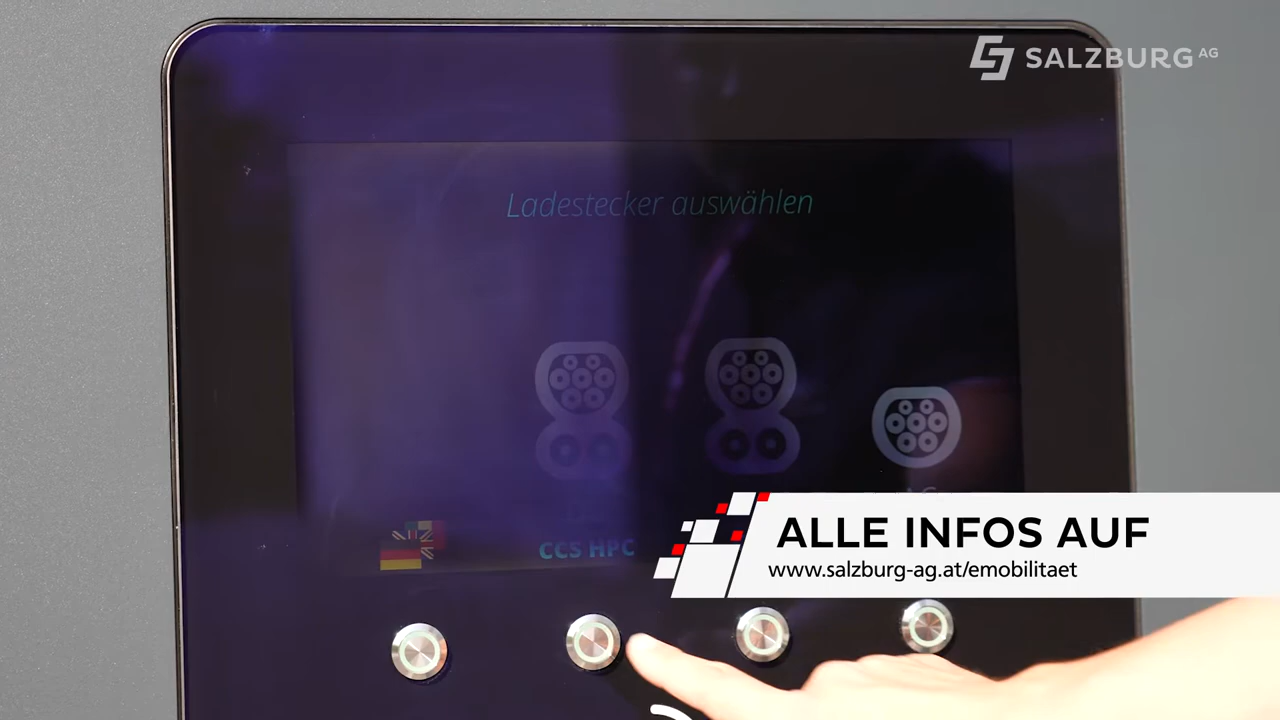 SALZBURG AG
Ladestecker auswählen
CCS HPC
ALLE INFOS AUF
www.salzburg-ag.at/emobilitaet